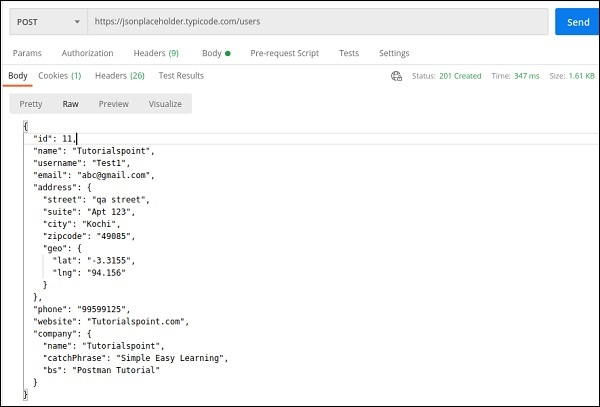 POST https://jsonplaceholder.typicode.com/users Send
Params Authorization Headers (9) Body Pre-request Script Tests Settings
Body Cookies (1) Headers (26) Test Results Status: 201 Created Time: 347 ms Size: 1.61 KB
Pretty Raw Preview Visualize
{
"id": 11,
"name": "Tutorialspoint",
"username": "Test1",
"email": "abc@gmail.com",
"address": {
"street": "qa street",
"suite": "Apt 123",
"city": "Kochi",
"zipcode": "49085",
"geo": {
"lat": "-3.3155",
"lng": "94.156"
}
},
"phone": "99599125",
"website": "Tutorialspoint.com",
"company": {
"name": "Tutorialspoint",
"catchPhrase": "Simple Easy Learning",
"bs": "Postman Tutorial"
}
}